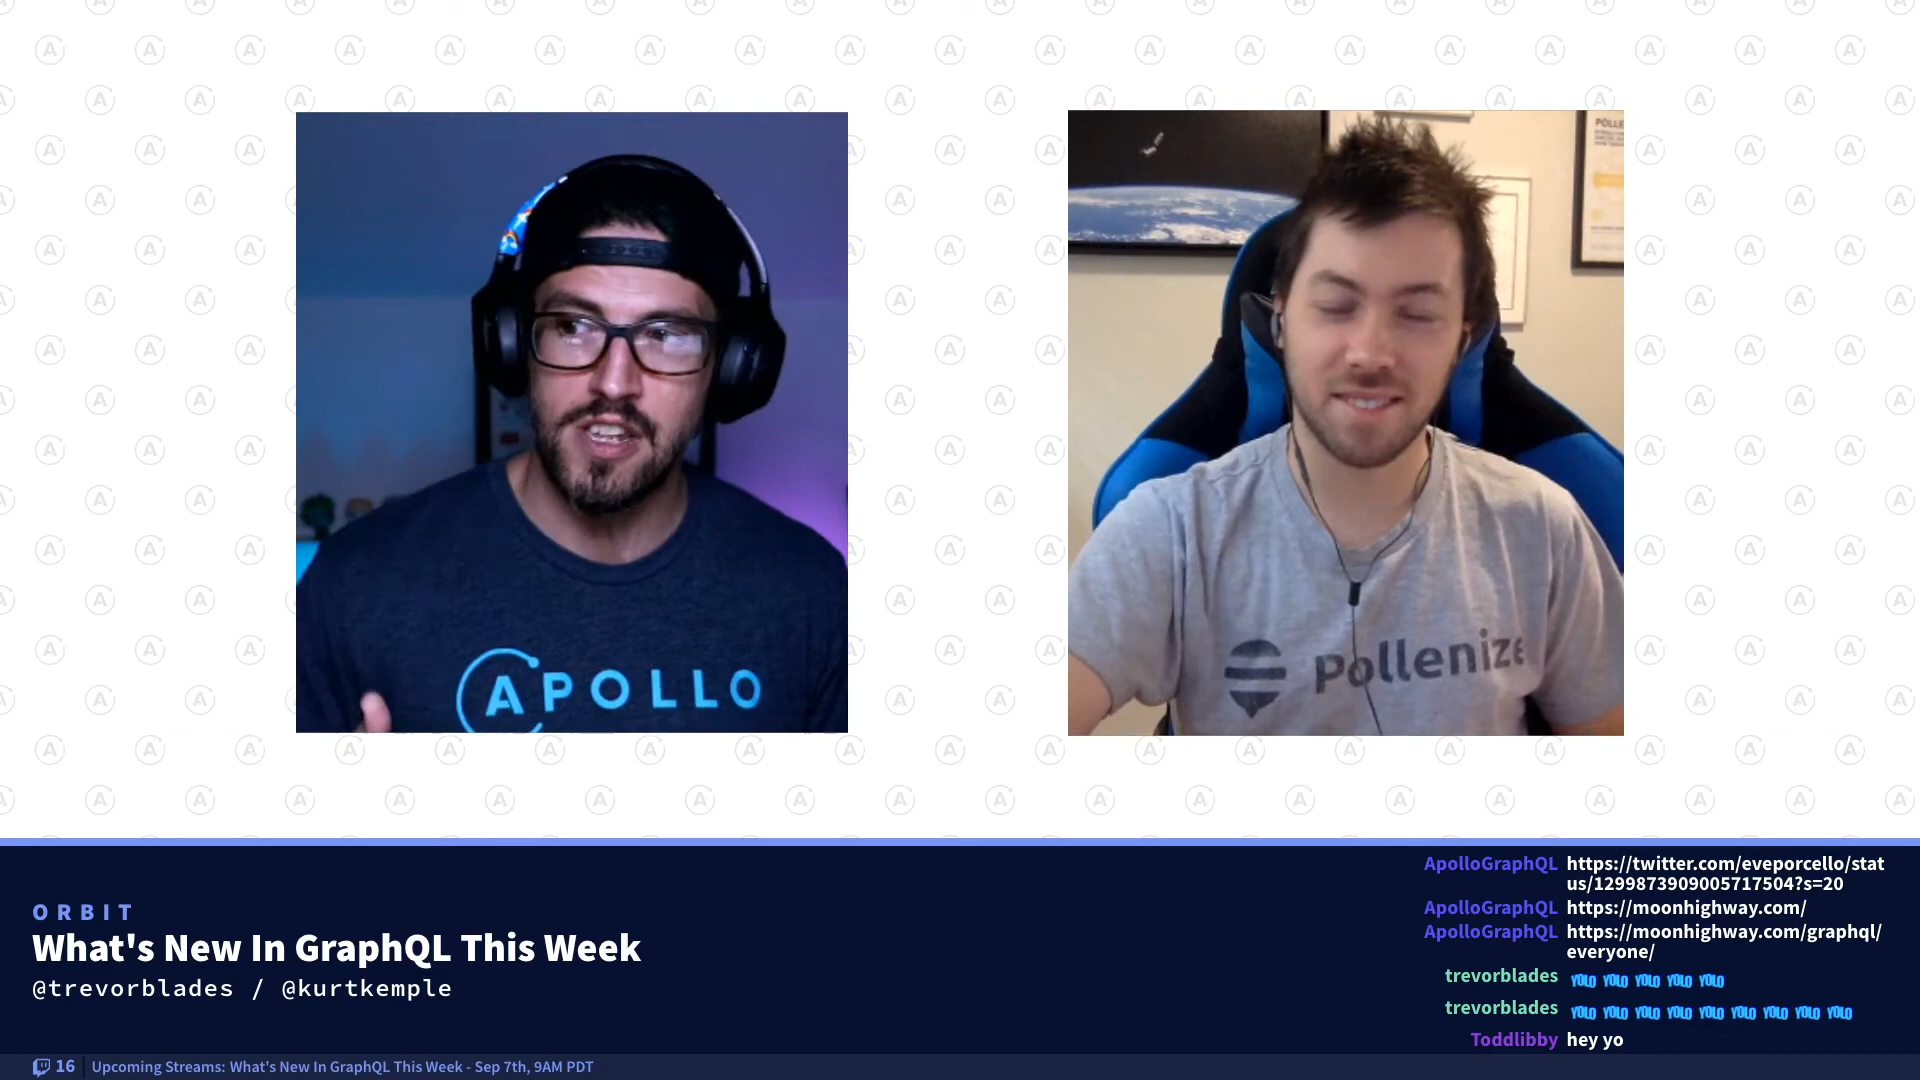 POLLE
APOLLO
Pollenize
ORBIT
What's New In GraphQL This Week
@trevorblades / @kurtkemple
ApolloGraphQL https://twitter.com/eveporcello/stat
us/1299873909005717504?s=20
ApolloGraphQL https://moonhighway.com/
ApolloGraphQL https://moonhighway.com/graphql/
everyone/
trevorblades YOLO YOLO YOLO YOLO YOLO
trevorblades YOLO YOLO YOLO YOLO YOLO YOLO YOLO YOLO YOLO
Toddlibby hey yo
16 Upcoming Streams: What's New In GraphQL This Week - Sep 7th, 9AM PDT